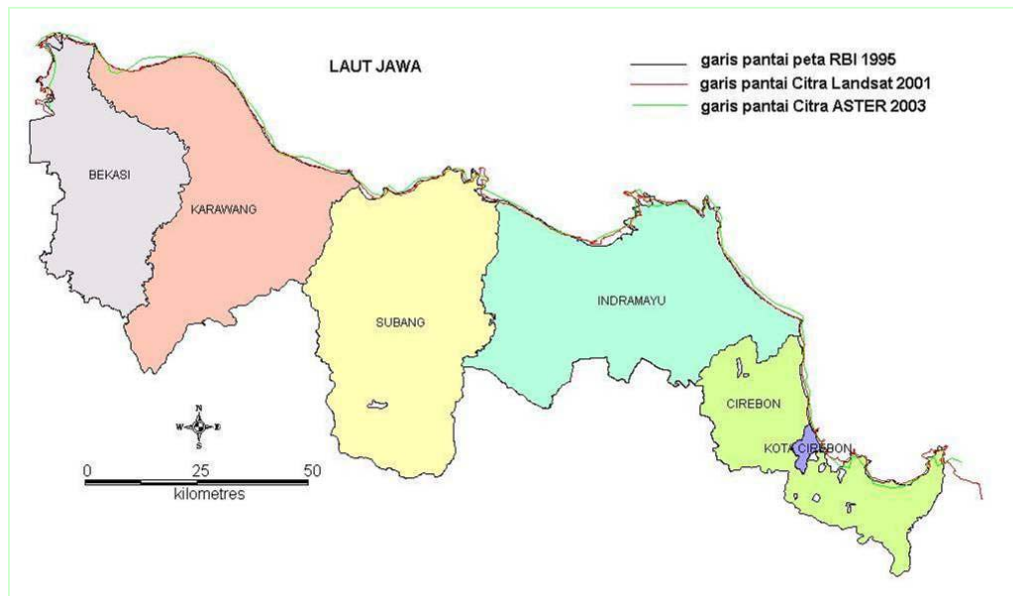 LAUT JAWA
garis pantai peta RBI 1995
garis pantai Citra Landsat 2001
garis pantai Citra ASTER 2003
BEKASI
KARAWANG
SUBANG
INDRAMAYU
CIREBON
KOTA CIREBON
N
W E
S
0 25 50
kilometres